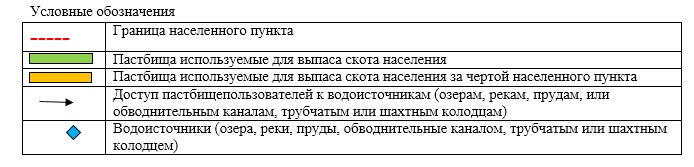 Условные обозначения
Граница населенного пункта
Пастбища используемые для выпаса скота населения
Пастбища используемые для выпаса скота населения за чертой населенного пункта
Доступ пастбищепользователей к водоисточникам (озерам, рекам, прудам, или
обводнительным каналам, трубчатым или шахтным колодцам)
Водоисточники (озера, реки, пруды, обводнительные каналом, трубчатым или шахтным
колодцем)